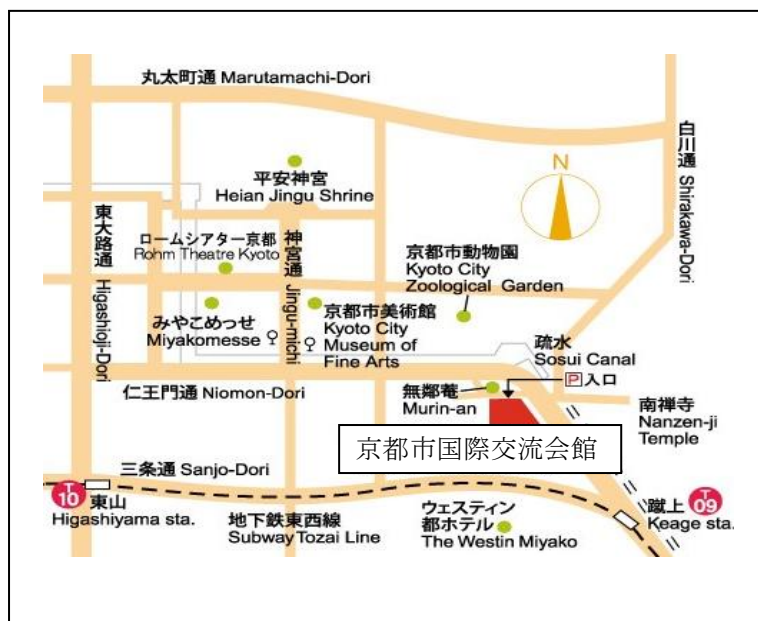 丸太町通 Marutamachi-Dori
白川通 Shirakawa-Dori
N
平安神宮
Heian Jingu Shrine
東大路通 Higashioji-Dori
ロームシアター京都
Rohm Theatre Kyoto
神宮通 Jingu-michi
京都市動物園
Kyoto City
Zoological Garden
みやこめっせ
Miyakomesse
京都市美術館
Kyoto City
Museum of
Fine Arts
疏水
Sosui Canal
P入口
仁王門通 Niomon-Dori
無鄰菴
Murin-an
南禅寺
Nanzen-ji
Temple
京都市国際交流会館
三条通 Sanjo-Dori
T
10
東山
Higashiyama sta.
地下鉄東西線
Subway Tozai Line
ウェスティン
都ホテル
The Westin Miyako
蹴上
Keage sta.
T
09